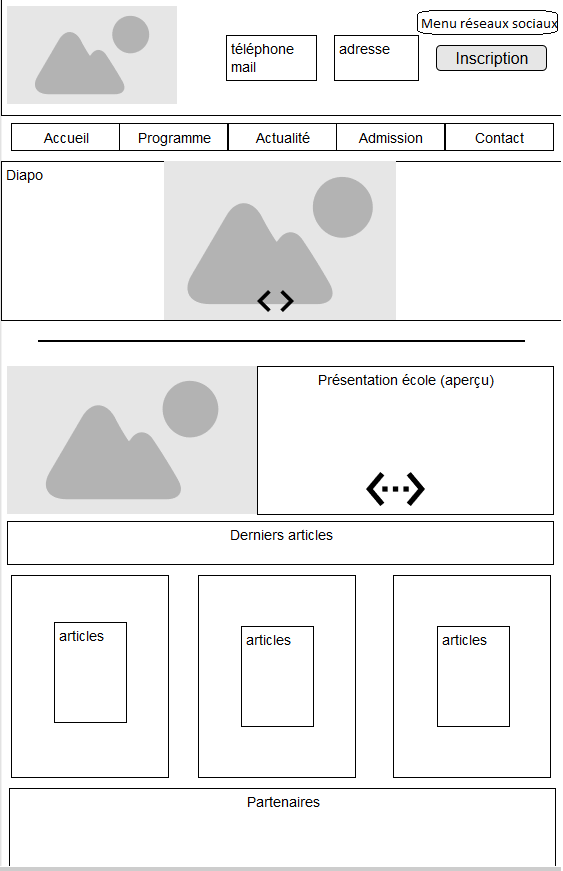 Menu réseaux sociaux
téléphone
mail
adresse
Inscription
Accueil
Programme
Actualité
Admission
Contact
Diapo
Présentation école (aperçu)
Derniers articles
articles
articles
articles
Partenaires